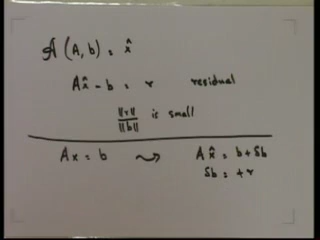 𝒜 (A, b) = x̂
Ax̂ - b = r residual
||r|| / ||b|| is small
Ax = b ⇝ Ax̂ = b + δb
δb = +r